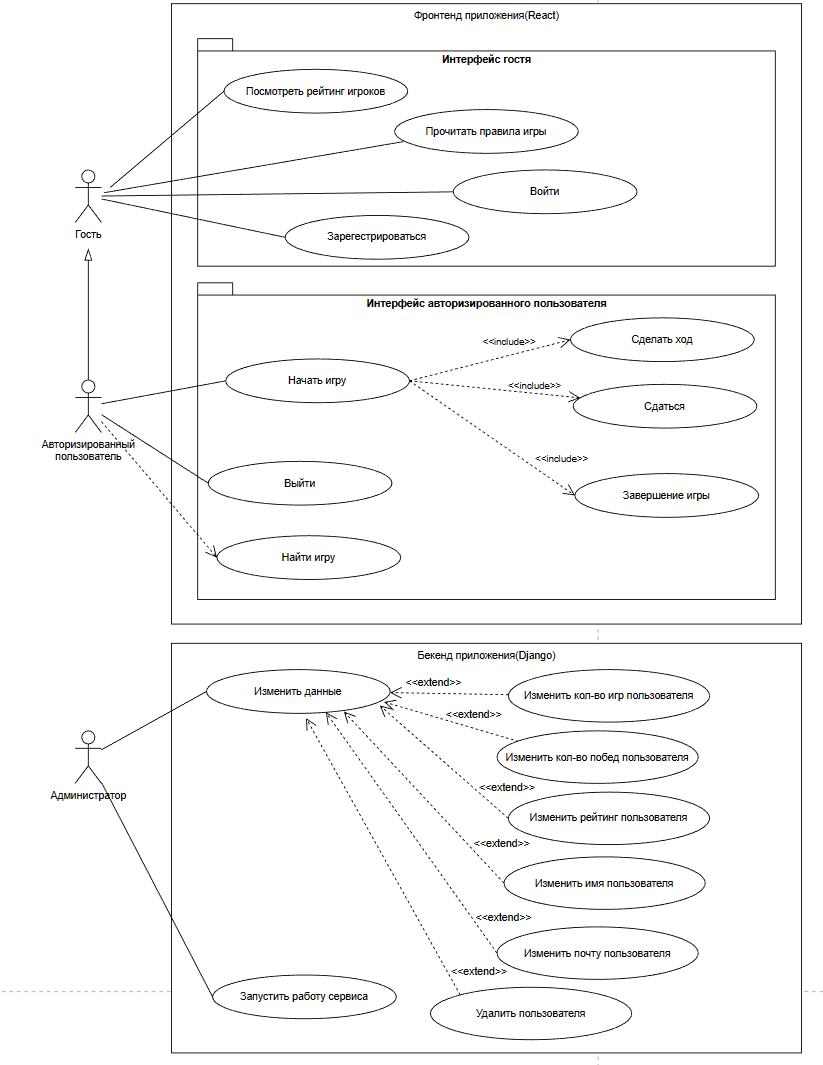 Фронтенд приложения(React)
Интерфейс гостя
Посмотреть рейтинг игроков
Прочитать правила игры
Войти
Зарегестрироваться
Гость
Интерфейс авторизированного пользователя
<<include>>
Сделать ход
Начать игру
<<include>>
Сдаться
Авторизированный
пользователь
<<include>>
Выйти
Завершение игры
Найти игру
Бекенд приложения(Django)
<<extend>>
Изменить данные
Изменить кол-во игр пользователя
<<extend>>
Изменить кол-во побед пользователя
Администратор
<<extend>>
Изменить рейтинг пользователя
<<extend>>
Изменить имя пользователя
<<extend>>
Изменить почту пользователя
<<extend>>
Запустить работу сервиса
Удалить пользователя